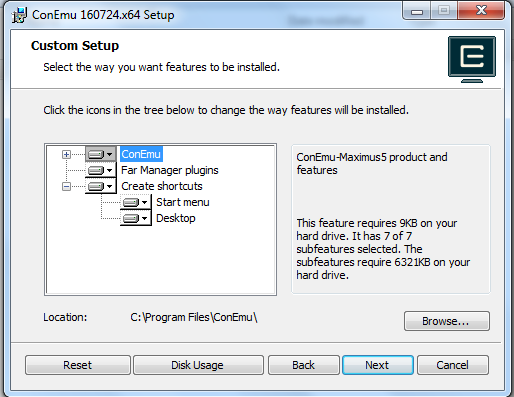 ConEmu 160724.x64 Setup
Custom Setup
Select the way you want features to be installed.
Click the icons in the tree below to change the way features will be installed.
ConEmu
Far Manager plugins
Create shortcuts
Start menu
Desktop
ConEmu-Maximus5 product and
features
This feature requires 9KB on your
hard drive. It has 7 of 7
subfeatures selected. The
subfeatures require 6321KB on your
hard drive.
Location: C:\Program Files\ConEmu\
Browse...
Reset Disk Usage Back Next Cancel